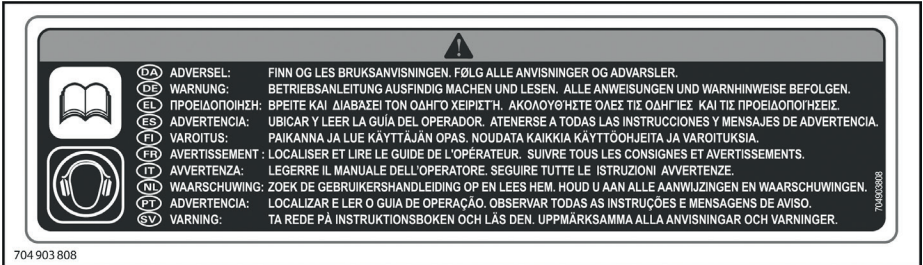 DA ADVERSEL: FINN OG LES BRUKSANVISNINGEN. FØLG ALLE ANVISNINGER OG ADVARSLER.
DE WARNUNG: BETRIEBSANLEITUNG AUSFINDIG MACHEN UND LESEN. ALLE ANWEISUNGEN UND WARNHINWEISE BEFOLGEN.
EL ΠΡΟΕΙΔΟΠΟΙΗΣΗ: ΒΡΕΙΤΕ ΚΑΙ ΔΙΑΒΆΣΕΙ ΤΟΝ ΟΔΗΓΌ ΧΕΙΡΙΣΤΉ. ΑΚΟΛΟΥΘΉΣΤΕ ΌΛΕΣ ΤΙΣ ΟΔΗΓΊΕΣ ΚΑΙ ΤΙΣ ΠΡΟΕΙΔΟΠΟΙΉΣΕΙΣ.
ES ADVERTENCIA: UBICAR Y LEER LA GUÍA DEL OPERADOR. ATENERSE A TODAS LAS INSTRUCCIONES Y MENSAJES DE ADVERTENCIA.
FI VAROITUS: PAIKANNA JA LUE KÄYTTÄJÄN OPAS. NOUDATA KAIKKIA KÄYTTÖOHJEITA JA VAROITUKSIA.
FR AVERTISSEMENT : LOCALISER ET LIRE LE GUIDE DE L'OPÉRATEUR. SUIVRE TOUS LES CONSIGNES ET AVERTISSEMENTS.
IT AVVERTENZA: LEGERRE IL MANUALE DELL'OPERATORE. SEGUIRE TUTTE LE ISTRUZIONI AVVERTENZE.
NL WAARSCHUWING: ZOEK DE GEBRUIKERSHANDLEIDING OP EN LEES HEM. HOUD U AAN ALLE AANWIJZINGEN EN WAARSCHUWINGEN.
PT ADVERTENCIA: LOCALIZAR E LER O GUIA DE OPERAÇÃO. OBSERVAR TODAS AS INSTRUÇÕES E MENSAGENS DE AVISO.
SV VARNING: TA REDE PÅ INSTRUKTIONSBOKEN OCH LÄS DEN. UPPMÄRKSAMMA ALLA ANVISNINGAR OCH VARNINGER.
704903808
704 903 808